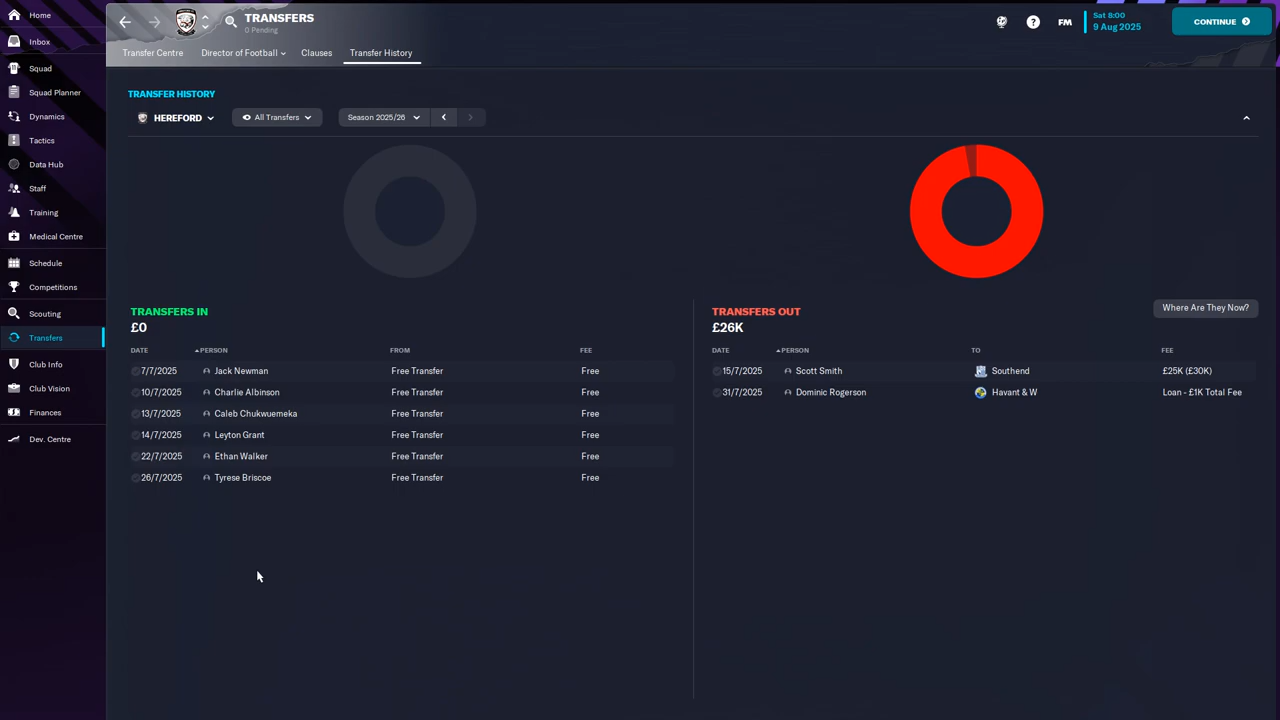 Home
Inbox
Squad
Squad Planner
Dynamics
Tactics
Data Hub
Staff
Training
Medical Centre
Schedule
Competitions
Scouting
Transfers
Club Info
Club Vision
Finances
Dev. Centre
TRANSFERS
0 Pending
FM
Sat 8:00
9 Aug 2025
CONTINUE
Transfer Centre Director of Football Clauses Transfer History
TRANSFER HISTORY
HEREFORD All Transfers Season 2025/26
TRANSFERS IN
£0
DATE PERSON FROM FEE
7/7/2025 Jack Newman Free Transfer Free
10/7/2025 Charlie Albinson Free Transfer Free
13/7/2025 Caleb Chukwuemeka Free Transfer Free
14/7/2025 Leyton Grant Free Transfer Free
22/7/2025 Ethan Walker Free Transfer Free
26/7/2025 Tyrese Briscoe Free Transfer Free
TRANSFERS OUT
£26K
Where Are They Now?
DATE PERSON TO FEE
15/7/2025 Scott Smith Southend £25K (£30K)
31/7/2025 Dominic Rogerson Havant & W Loan - £1K Total Fee